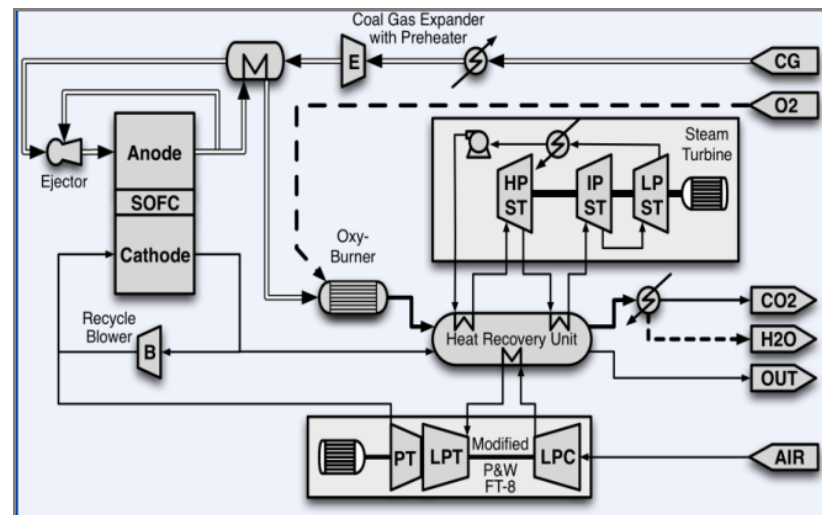 Coal Gas Expander
with Preheater
E
CG
O2
Anode
Ejector
SOFC
Cathode
Steam
Turbine
HP
ST
IP
ST
LP
ST
Oxy-
Burner
Recycle
Blower
B
Heat Recovery Unit
CO2
H2O
OUT
PT
LPT
Modified
P&W
FT-8
LPC
AIR